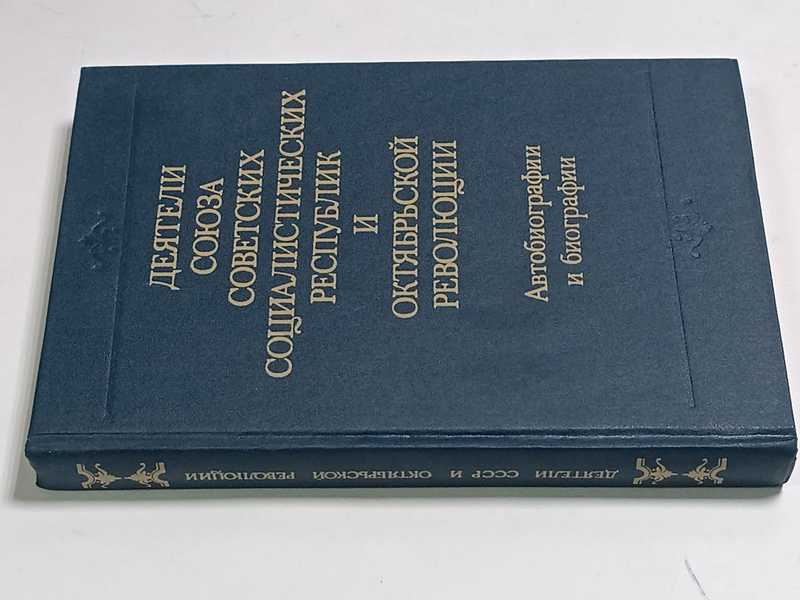 ДЕЯТЕЛИ
СОЮЗА
СОВЕТСКИХ
СОЦИАЛИСТИЧЕСКИХ
РЕСПУБЛИК
И
ОКТЯБРЬСКОЙ
РЕВОЛЮЦИИ
Автобиографии
и биографии
ДЕЯТЕЛИ СССР И ОКТЯБРЬСКОЙ РЕВОЛЮЦИИ